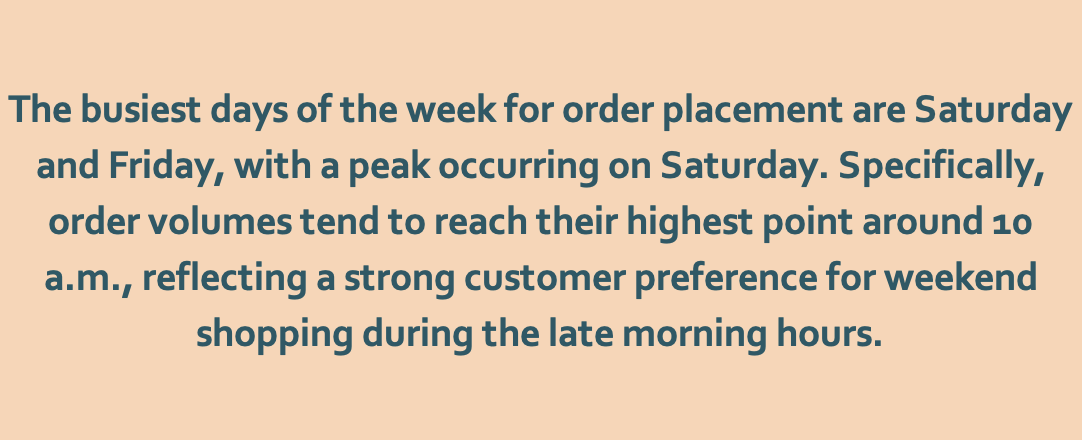 The busiest days of the week for order placement are Saturday
and Friday, with a peak occurring on Saturday. Specifically,
order volumes tend to reach their highest point around 10
a.m., reflecting a strong customer preference for weekend
shopping during the late morning hours.